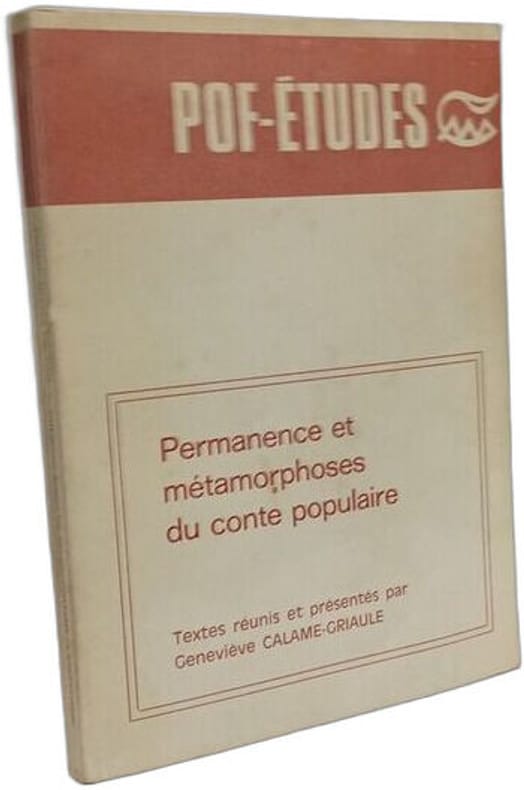 POF-ÉTUDES
Permanence et
métamorphoses
du conte populaire
Textes réunis et présentés par
Geneviève CALAME-GRIAULE